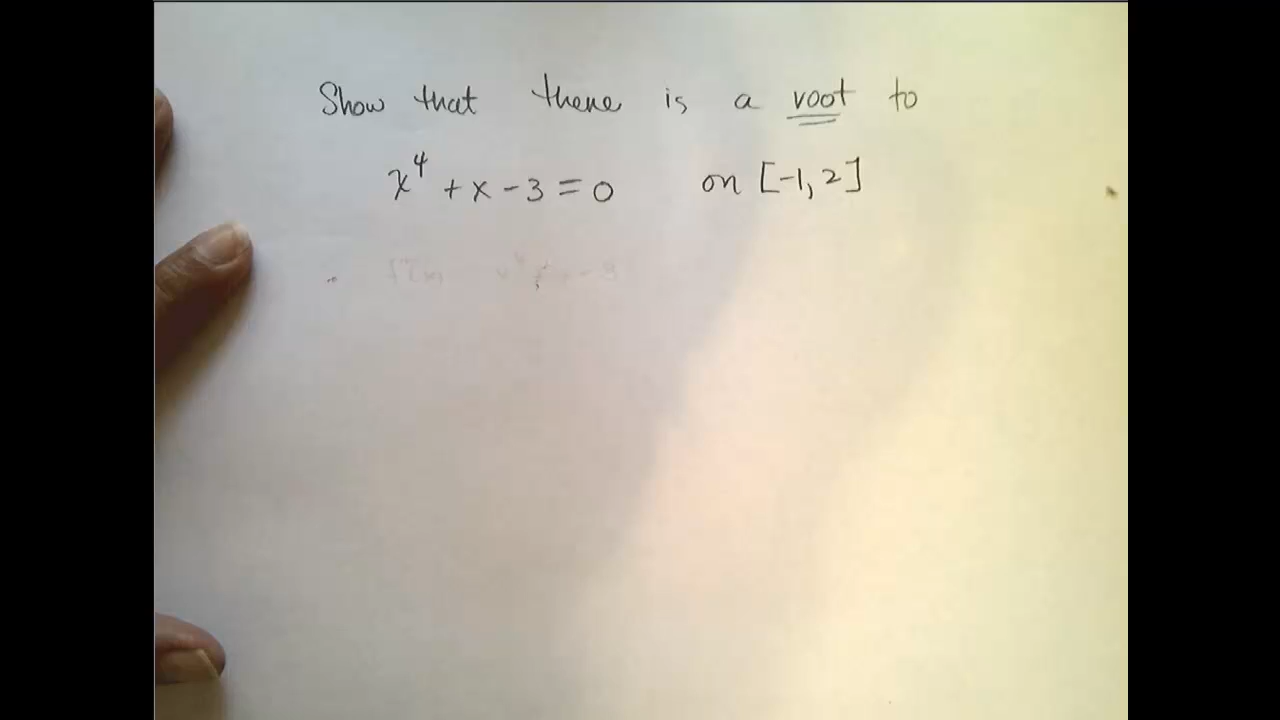 Show that there is a root to
x⁴ + x - 3 = 0 on [-1, 2]